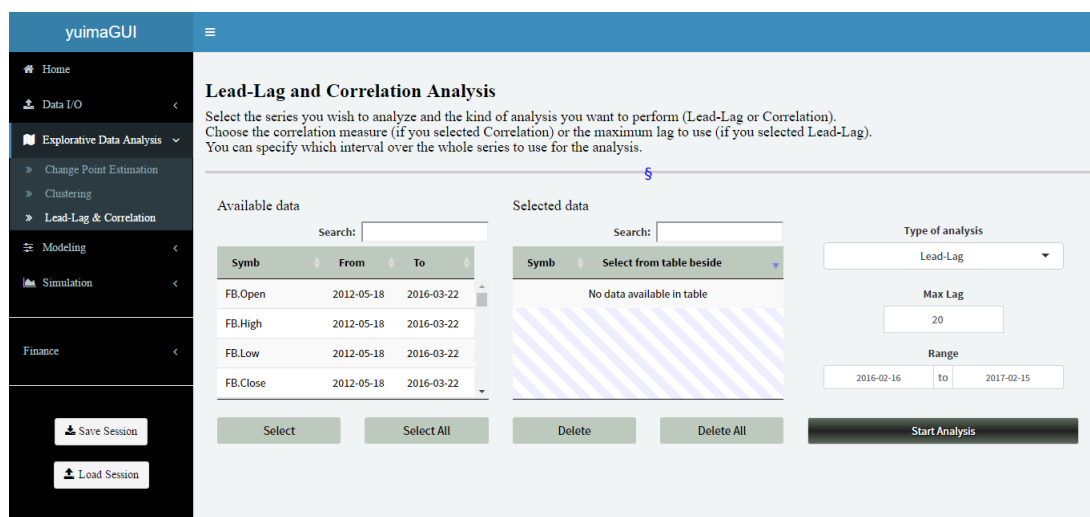 yuimaGUI
Home
Data I/O
Explorative Data Analysis
Change Point Estimation
Clustering
Lead-Lag & Correlation
Modeling
Simulation
Finance
Save Session
Load Session
Lead-Lag and Correlation Analysis
Select the series you wish to analyze and the kind of analysis you want to perform (Lead-Lag or Correlation).
Choose the correlation measure (if you selected Correlation) or the maximum lag to use (if you selected Lead-Lag).
You can specify which interval over the whole series to use for the analysis.
§
Available data
Search:
Symb From To
FB.Open 2012-05-18 2016-03-22
FB.High 2012-05-18 2016-03-22
FB.Low 2012-05-18 2016-03-22
FB.Close 2012-05-18 2016-03-22
Select Select All
Selected data
Search:
Symb Select from table beside
No data available in table
Delete Delete All
Type of analysis
Lead-Lag
Max Lag
20
Range
2016-02-16 to 2017-02-15
Start Analysis